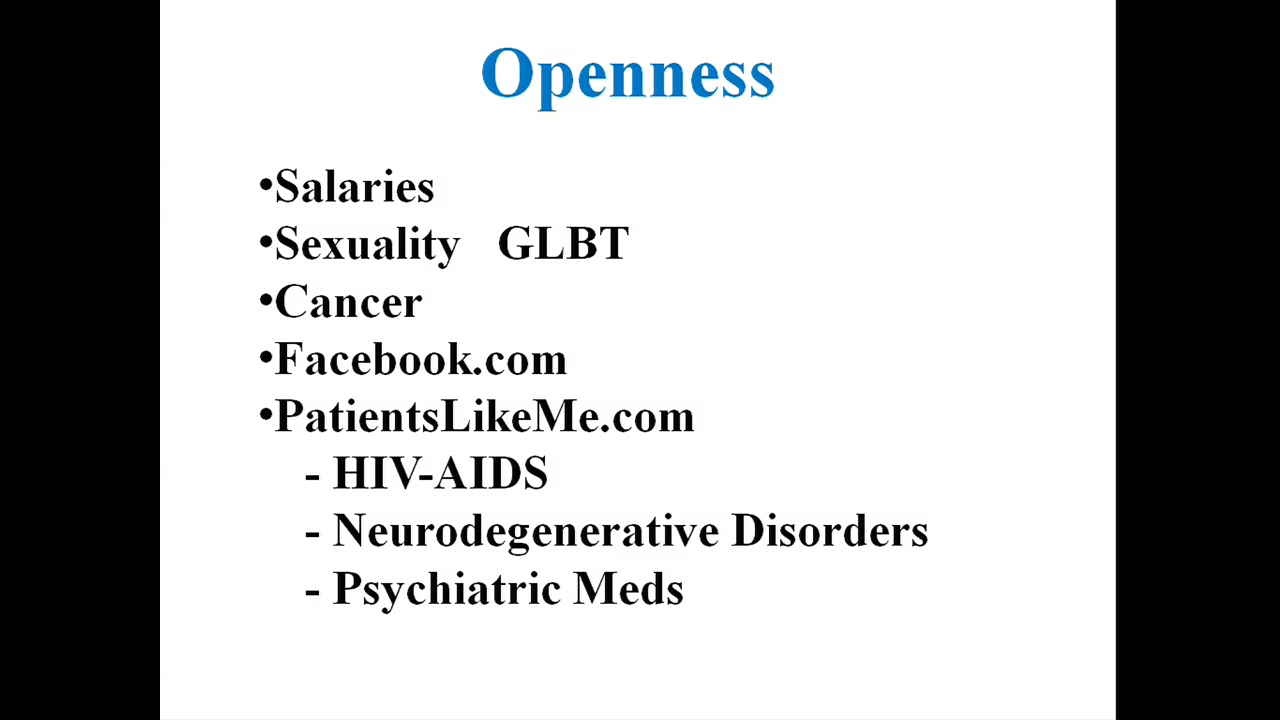 Openness
•Salaries
•Sexuality   GLBT
•Cancer
•Facebook.com
•PatientsLikeMe.com
- HIV-AIDS
- Neurodegenerative Disorders
- Psychiatric Meds